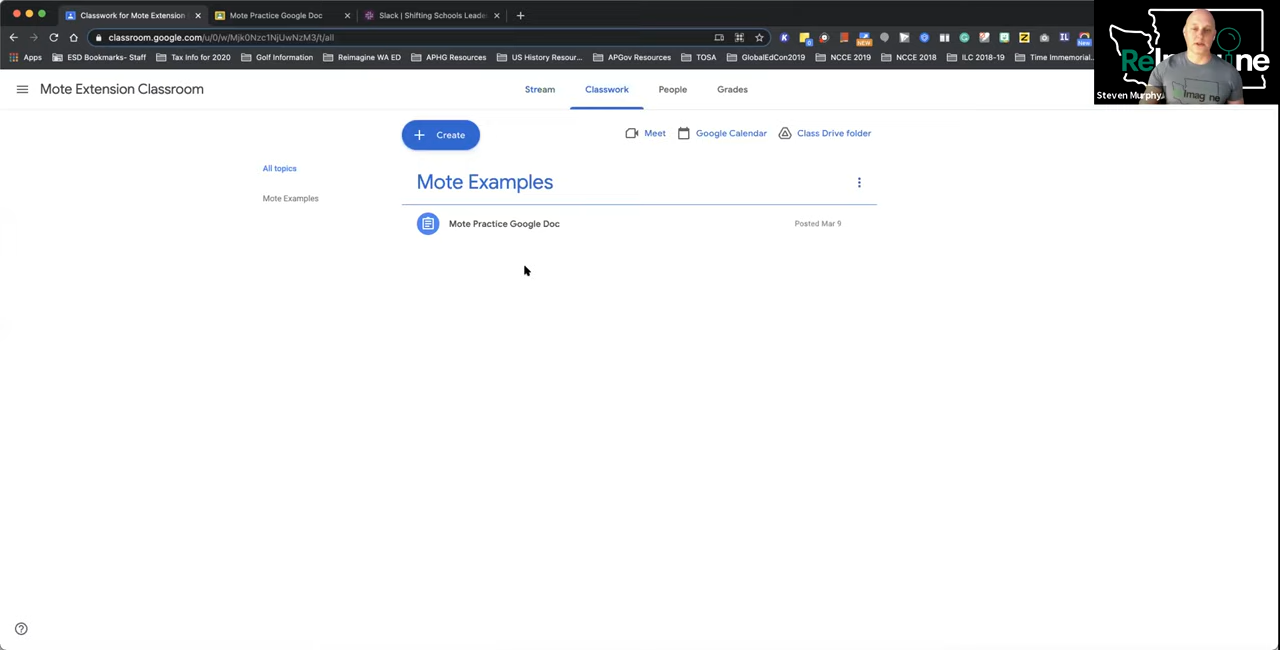 Classwork for Mote Extension
Mote Practice Google Doc
Slack | Shifting Schools Leade
classroom.google.com/u/0/w/Mjk0Nzc1NjUwNzM3/t/all
Apps
ESD Bookmarks- Staff
Tax Info for 2020
Golf Information
Reimagine WA ED
APHG Resources
US History Resour...
APGov Resources
TOSA
GlobalEdCon2019
NCCE 2019
NCCE 2018
ILC 2018-19
Time Immemorial...
Mote Extension Classroom
Stream
Classwork
People
Grades
ReImagine
Imag ne
Steven Murphy
Create
Meet
Google Calendar
Class Drive folder
All topics
Mote Examples
Mote Examples
Mote Practice Google Doc
Posted Mar 9